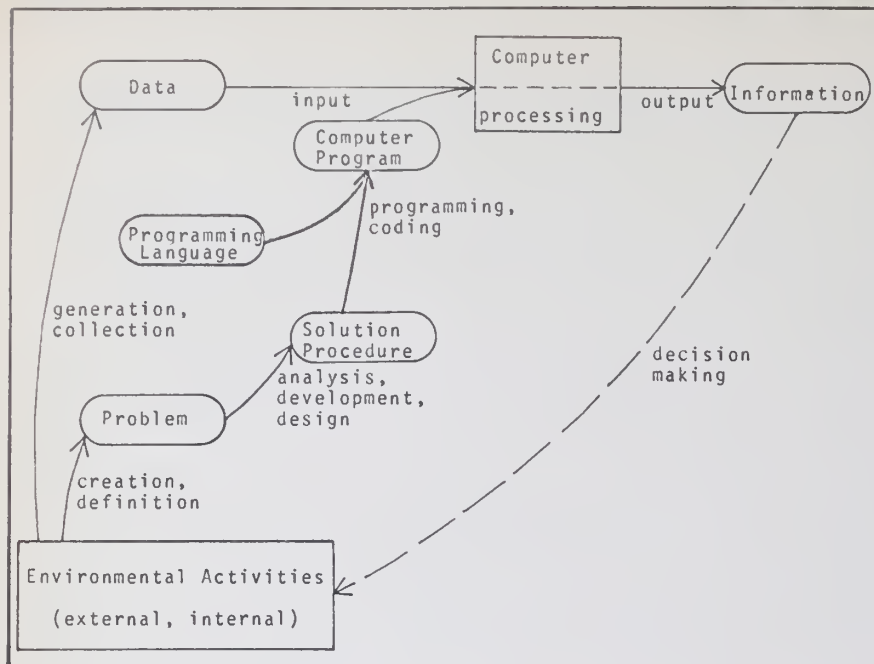 Data
input
Computer
processing
output
Information
Computer
Program
programming,
coding
Programming
Language
generation,
collection
Solution
Procedure
analysis,
development,
design
decision
making
Problem
creation,
definition
Environmental Activities
(external, internal)